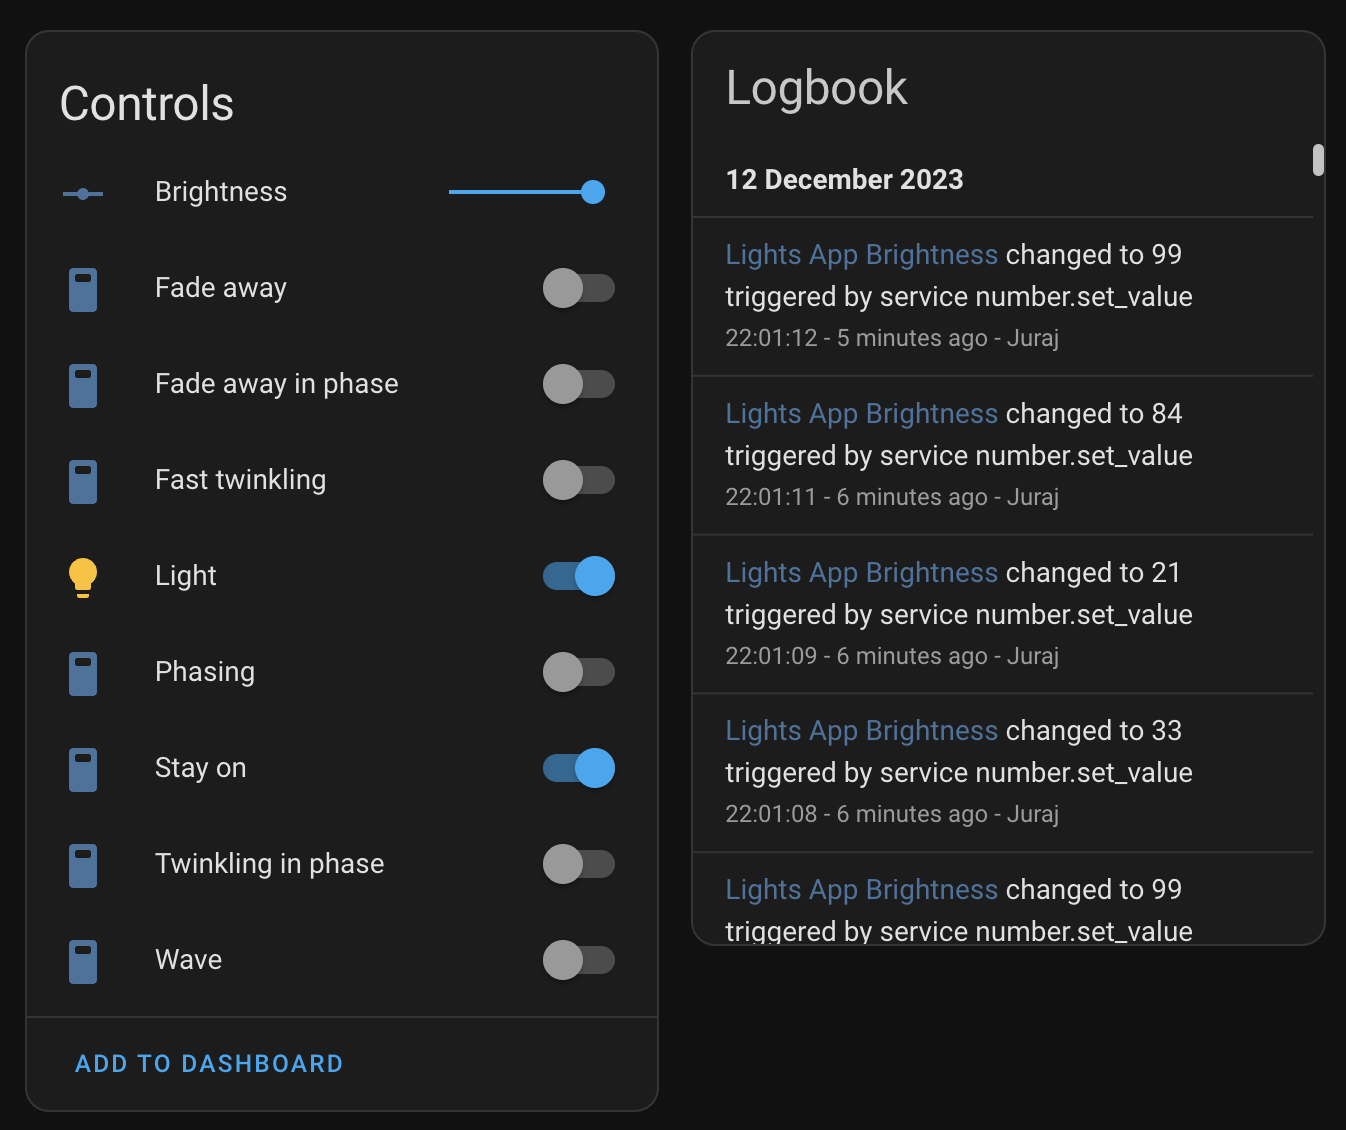 Controls
Brightness
Fade away
Fade away in phase
Fast twinkling
Light
Phasing
Stay on
Twinkling in phase
Wave
ADD TO DASHBOARD
Logbook
12 December 2023
Lights App Brightness changed to 99
triggered by service number.set_value
22:01:12 - 5 minutes ago - Juraj
Lights App Brightness changed to 84
triggered by service number.set_value
22:01:11 - 6 minutes ago - Juraj
Lights App Brightness changed to 21
triggered by service number.set_value
22:01:09 - 6 minutes ago - Juraj
Lights App Brightness changed to 33
triggered by service number.set_value
22:01:08 - 6 minutes ago - Juraj
Lights App Brightness changed to 99
triggered by service number.set_value